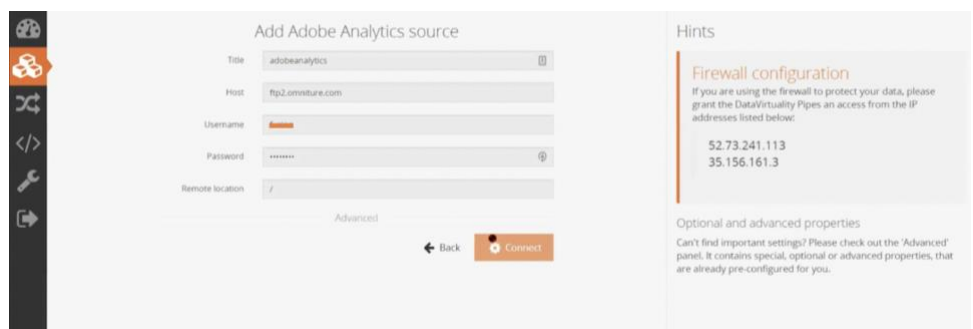 Add Adobe Analytics source
Title
adobeanalytics
Host
ftp2.omniture.com
Username
Password
••••••••
Remote location
/
Advanced
Back
Connect
Hints
Firewall configuration
If you are using the firewall to protect your data, please
grant the DataVirtuality Pipes an access from the IP
addresses listed below:
52.73.241.113
35.156.161.3
Optional and advanced properties
Can't find important settings? Please check out the 'Advanced'
panel. It contains special, optional or advanced properties, that
are already pre-configured for you.